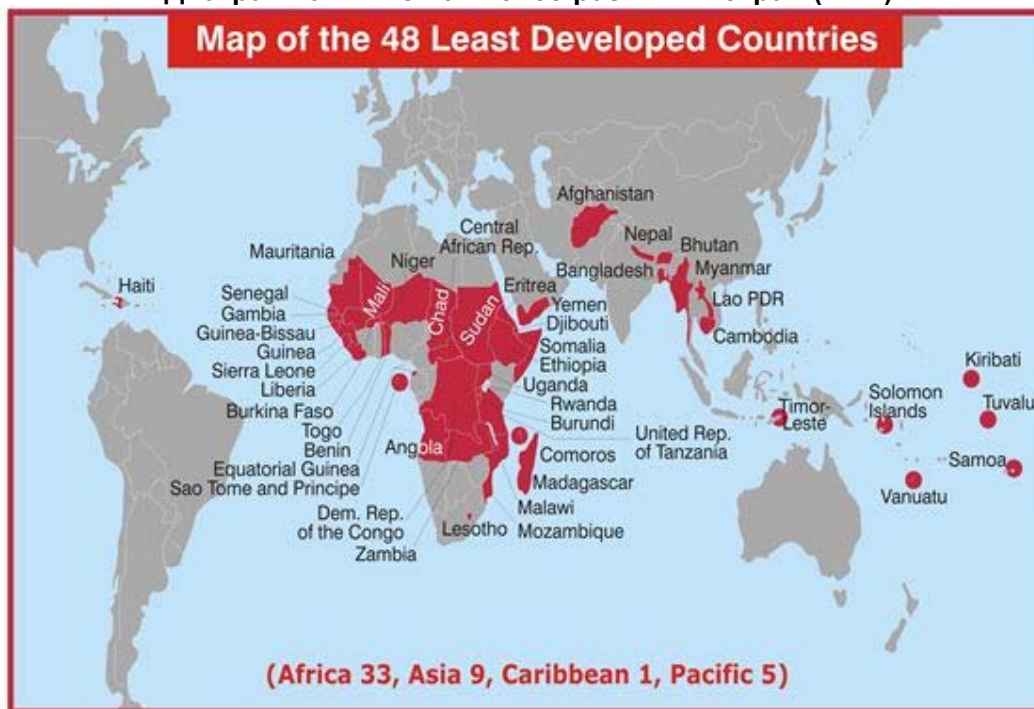 Map of the 48 Least Developed Countries
Afghanistan
Nepal
Bhutan
Bangladesh
Myanmar
Lao PDR
Cambodia
Central
African Rep.
Mauritania
Niger
Mali
Chad
Sudan
Eritrea
Yemen
Djibouti
Somalia
Ethiopia
Uganda
Rwanda
Burundi
United Rep.
of Tanzania
Haiti
Senegal
Gambia
Guinea-Bissau
Guinea
Sierra Leone
Liberia
Burkina Faso
Togo
Benin
Equatorial Guinea
Sao Tome and Principe
Angola
Dem. Rep.
of the Congo
Zambia
Lesotho
Comoros
Madagascar
Malawi
Mozambique
Timor-
Leste
Solomon
Islands
Kiribati
Tuvalu
Samoa
Vanuatu
(Africa 33, Asia 9, Caribbean 1, Pacific 5)